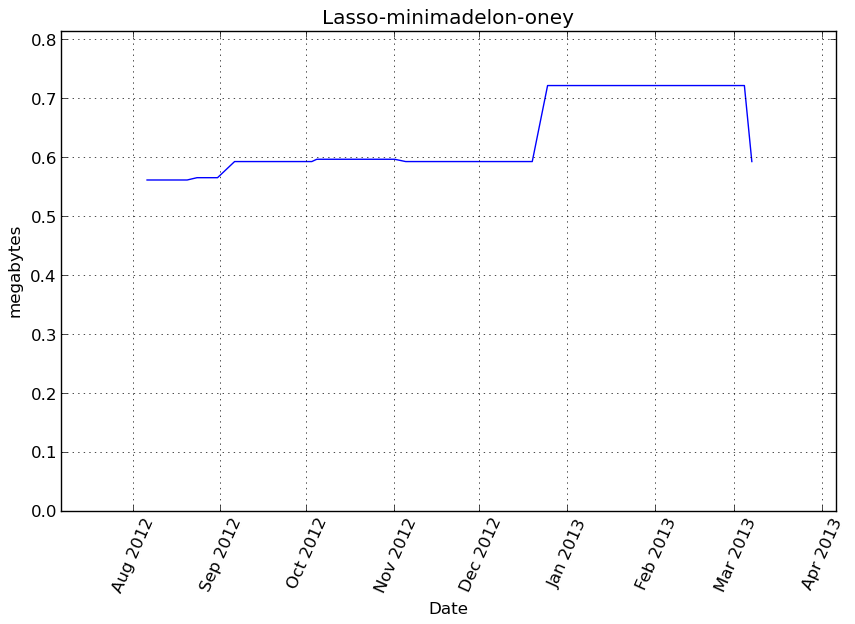 Lasso-minimadelon-oney
0.8
0.7
0.6
0.5
0.4
0.3
0.2
0.1
0.0
megabytes
Aug 2012
Sep 2012
Oct 2012
Nov 2012
Dec 2012
Jan 2013
Feb 2013
Mar 2013
Apr 2013
Date